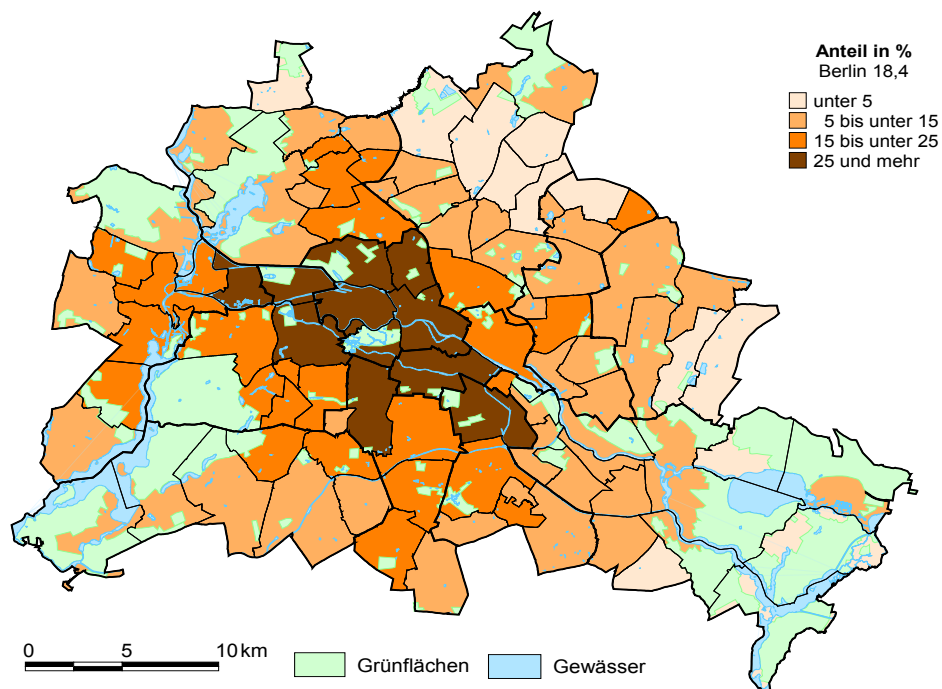 Anteil in %
Berlin 18,4
unter 5
5 bis unter 15
15 bis unter 25
25 und mehr
0 5 10 km
Grünflächen Gewässer